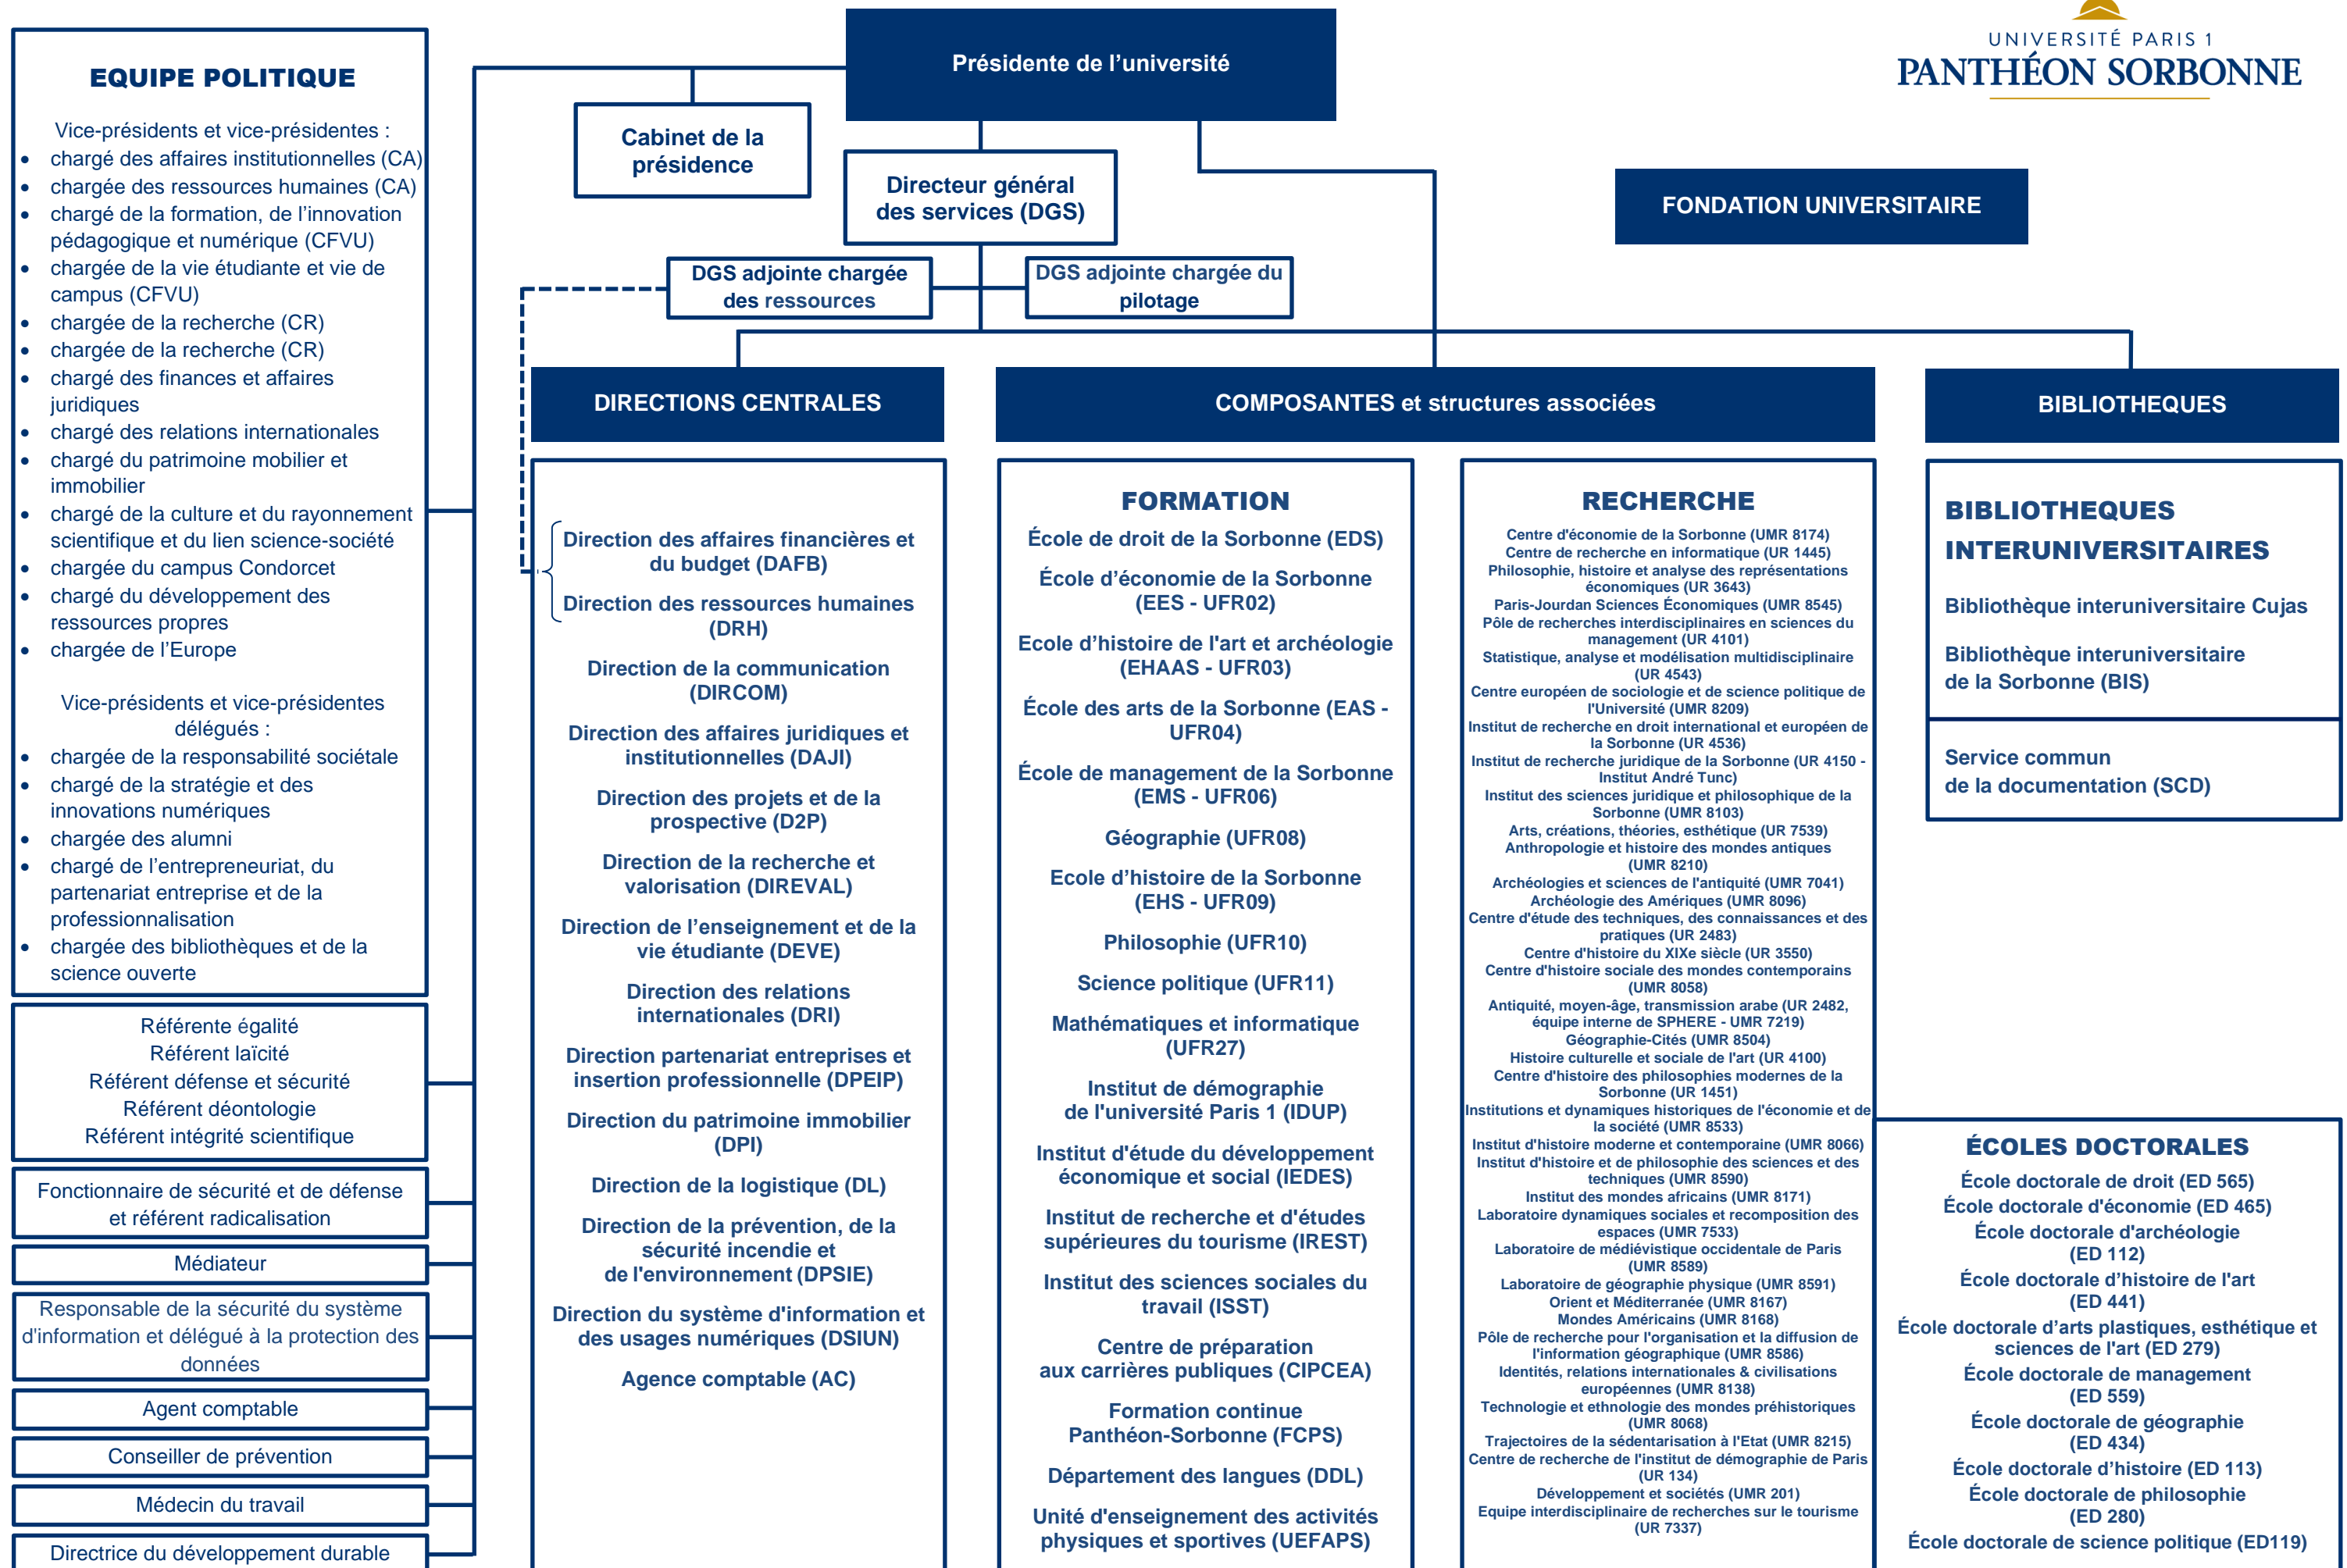 UNIVERSITÉ PARIS 1
PANTHÉON SORBONNE
Présidente de l’université
Cabinet de la
présidence
Directeur général
des services (DGS)
FONDATION UNIVERSITAIRE
DGS adjointe chargée
des ressources
DGS adjointe chargée du
pilotage
EQUIPE POLITIQUE
Vice-présidents et vice-présidentes :
• chargé des affaires institutionnelles (CA)
• chargée des ressources humaines (CA)
• chargé de la formation, de l’innovation
pédagogique et numérique (CFVU)
• chargée de la vie étudiante et vie de
campus (CFVU)
• chargée de la recherche (CR)
• chargée de la recherche (CR)
• chargé des finances et affaires
juridiques
• chargé des relations internationales
• chargé du patrimoine mobilier et
immobilier
• chargé de la culture et du rayonnement
scientifique et du lien science-société
• chargée du campus Condorcet
• chargé du développement des
ressources propres
• chargée de l’Europe
Vice-présidents et vice-présidentes
délégués :
• chargée de la responsabilité sociétale
• chargé de la stratégie et des
innovations numériques
• chargée des alumni
• chargé de l’entrepreneuriat, du
partenariat entreprise et de la
professionnalisation
• chargée des bibliothèques et de la
science ouverte
Référente égalité
Référent laïcité
Référent défense et sécurité
Référent déontologie
Référent intégrité scientifique
Fonctionnaire de sécurité et de défense
et référent radicalisation
Médiateur
Responsable de la sécurité du système
d'information et délégué à la protection des
données
Agent comptable
Conseiller de prévention
Médecin du travail
Directrice du développement durable
DIRECTIONS CENTRALES
Direction des affaires financières et
du budget (DAFB)
Direction des ressources humaines
(DRH)
Direction de la communication
(DIRCOM)
Direction des affaires juridiques et
institutionnelles (DAJI)
Direction des projets et de la
prospective (D2P)
Direction de la recherche et
valorisation (DIREVAL)
Direction de l’enseignement et de la
vie étudiante (DEVE)
Direction des relations
internationales (DRI)
Direction partenariat entreprises et
insertion professionnelle (DPEIP)
Direction du patrimoine immobilier
(DPI)
Direction de la logistique (DL)
Direction de la prévention, de la
sécurité incendie et
de l'environnement (DPSIE)
Direction du système d'information et
des usages numériques (DSIUN)
Agence comptable (AC)
COMPOSANTES et structures associées
FORMATION
École de droit de la Sorbonne (EDS)
École d’économie de la Sorbonne
(EES - UFR02)
Ecole d’histoire de l'art et archéologie
(EHAAS - UFR03)
École des arts de la Sorbonne (EAS -
UFR04)
École de management de la Sorbonne
(EMS - UFR06)
Géographie (UFR08)
Ecole d’histoire de la Sorbonne
(EHS - UFR09)
Philosophie (UFR10)
Science politique (UFR11)
Mathématiques et informatique
(UFR27)
Institut de démographie
de l'université Paris 1 (IDUP)
Institut d'étude du développement
économique et social (IEDES)
Institut de recherche et d'études
supérieures du tourisme (IREST)
Institut des sciences sociales du
travail (ISST)
Centre de préparation
aux carrières publiques (CIPCEA)
Formation continue
Panthéon-Sorbonne (FCPS)
Département des langues (DDL)
Unité d'enseignement des activités
physiques et sportives (UEFAPS)
RECHERCHE
Centre d'économie de la Sorbonne (UMR 8174)
Centre de recherche en informatique (UR 1445)
Philosophie, histoire et analyse des représentations
économiques (UR 3643)
Paris-Jourdan Sciences Économiques (UMR 8545)
Pôle de recherches interdisciplinaires en sciences du
management (UR 4101)
Statistique, analyse et modélisation multidisciplinaire
(UR 4543)
Centre européen de sociologie et de science politique de
l'Université (UMR 8209)
Institut de recherche en droit international et européen de
la Sorbonne (UR 4536)
Institut de recherche juridique de la Sorbonne (UR 4150 -
Institut André Tunc)
Institut des sciences juridique et philosophique de la
Sorbonne (UMR 8103)
Arts, créations, théories, esthétique (UR 7539)
Anthropologie et histoire des mondes antiques
(UMR 8210)
Archéologies et sciences de l'antiquité (UMR 7041)
Archéologie des Amériques (UMR 8096)
Centre d'étude des techniques, des connaissances et des
pratiques (UR 2483)
Centre d'histoire du XIXe siècle (UR 3550)
Centre d'histoire sociale des mondes contemporains
(UMR 8058)
Antiquité, moyen-âge, transmission arabe (UR 2482,
équipe interne de SPHERE - UMR 7219)
Géographie-Cités (UMR 8504)
Histoire culturelle et sociale de l'art (UR 4100)
Centre d'histoire des philosophies modernes de la
Sorbonne (UR 1451)
Institutions et dynamiques historiques de l'économie et de
la société (UMR 8533)
Institut d'histoire moderne et contemporaine (UMR 8066)
Institut d'histoire et de philosophie des sciences et des
techniques (UMR 8590)
Institut des mondes africains (UMR 8171)
Laboratoire dynamiques sociales et recomposition des
espaces (UMR 7533)
Laboratoire de médiévistique occidentale de Paris
(UMR 8589)
Laboratoire de géographie physique (UMR 8591)
Orient et Méditerranée (UMR 8167)
Mondes Américains (UMR 8168)
Pôle de recherche pour l'organisation et la diffusion de
l'information géographique (UMR 8586)
Identités, relations internationales & civilisations
européennes (UMR 8138)
Technologie et ethnologie des mondes préhistoriques
(UMR 8068)
Trajectoires de la sédentarisation à l'Etat (UMR 8215)
Centre de recherche de l'institut de démographie de Paris
(UR 134)
Développement et sociétés (UMR 201)
Equipe interdisciplinaire de recherches sur le tourisme
(UR 7337)
BIBLIOTHEQUES
BIBLIOTHEQUES
INTERUNIVERSITAIRES
Bibliothèque interuniversitaire Cujas
Bibliothèque interuniversitaire
de la Sorbonne (BIS)
Service commun
de la documentation (SCD)
ÉCOLES DOCTORALES
École doctorale de droit (ED 565)
École doctorale d'économie (ED 465)
École doctorale d'archéologie
(ED 112)
École doctorale d’histoire de l'art
(ED 441)
École doctorale d’arts plastiques, esthétique et
sciences de l'art (ED 279)
École doctorale de management
(ED 559)
École doctorale de géographie
(ED 434)
École doctorale d’histoire (ED 113)
École doctorale de philosophie
(ED 280)
École doctorale de science politique (ED119)